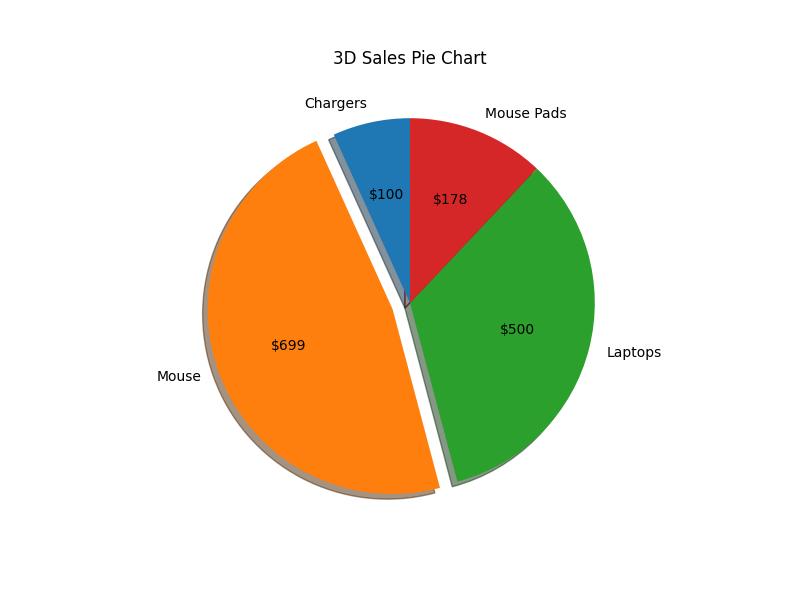 3D Sales Pie Chart
Chargers
Mouse Pads
$100
$178
$500
$699
Laptops
Mouse